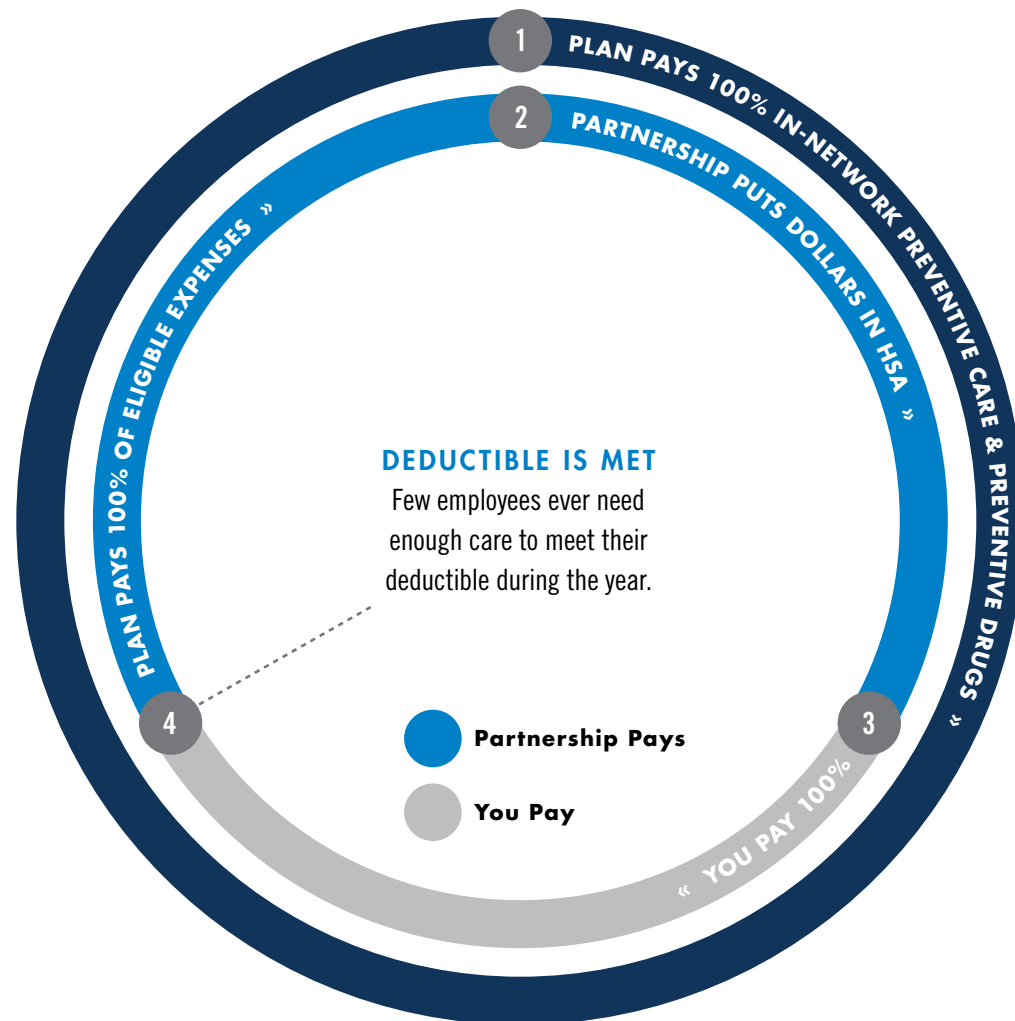 1
PLAN PAYS 100% IN-NETWORK PREVENTIVE CARE & PREVENTIVE DRUGS »
2
PARTNERSHIP PUTS DOLLARS IN HSA »
3
« YOU PAY 100%
4
PLAN PAYS 100% OF ELIGIBLE EXPENSES »
DEDUCTIBLE IS MET
Few employees ever need
enough care to meet their
deductible during the year.
Partnership Pays
You Pay